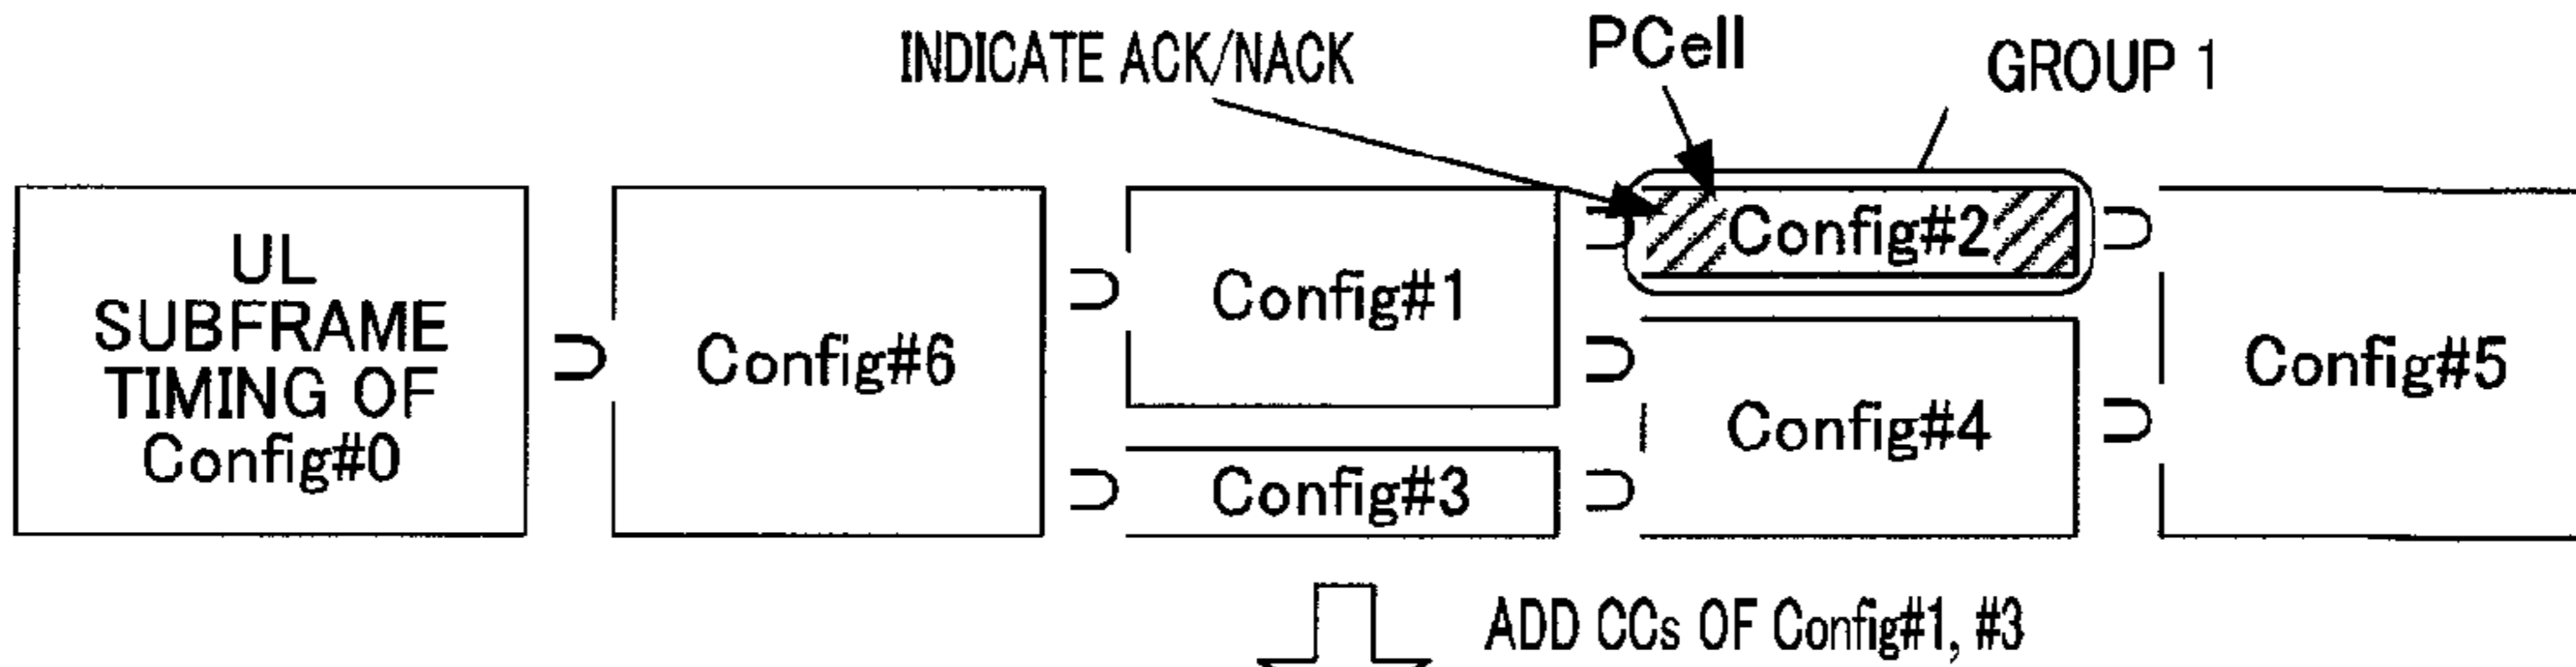 INDICATE ACK/NACK
PCell
GROUP 1
UL
SUBFRAME
TIMING OF
Config#0
Config#6
Config#1
Config#3
Config#2
Config#4
Config#5
ADD CCs OF Config#1, #3